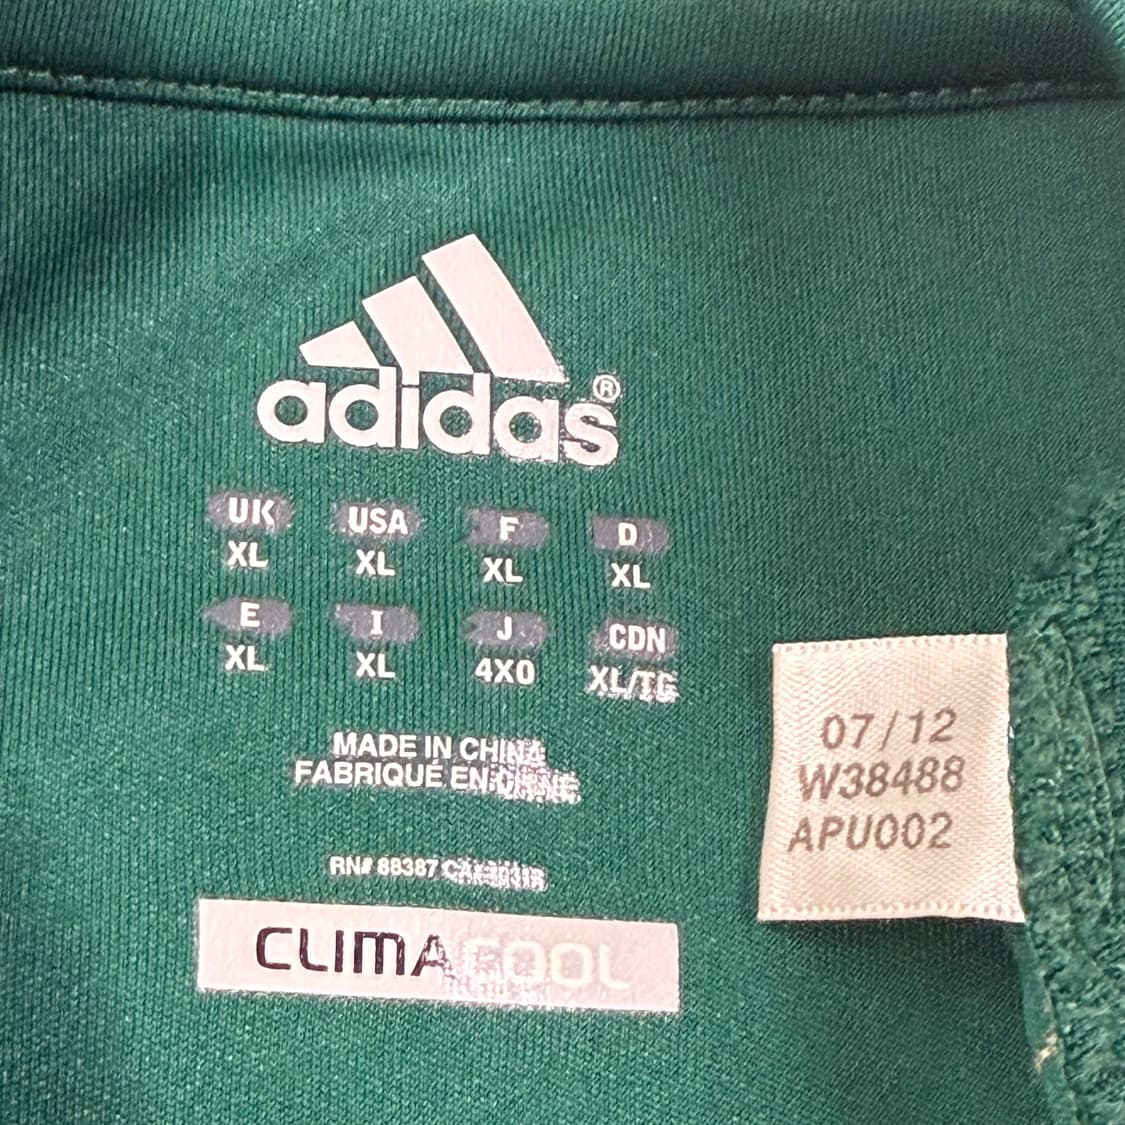 adidas®
UK USA F D
XL XL XL XL
E I J CDN
XL XL 4XO XL/TG
MADE IN CHINA
FABRIQUÉ EN CHINE
RN# 88387
CLIMACOOL
07/12
W38488
APU002